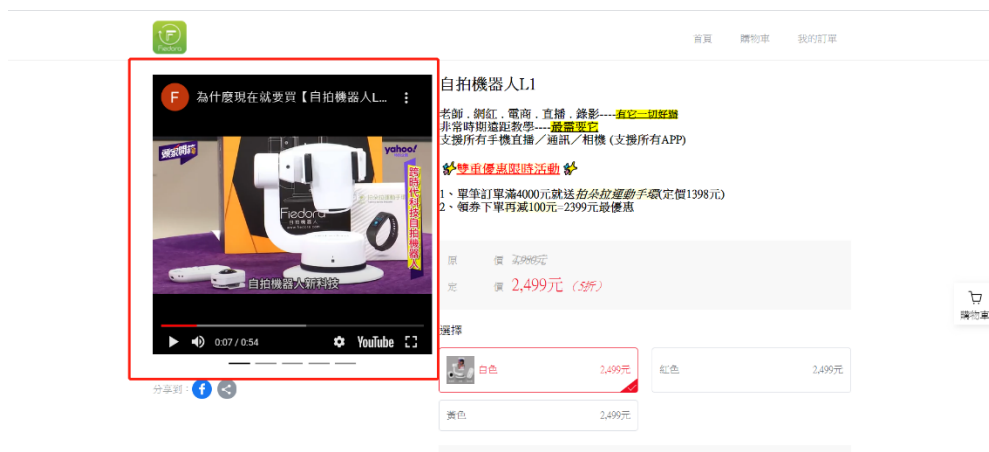 Fiedora
首頁 購物車 我的訂單
F 為什麼現在就要買【自拍機器人L...
yahoo!
跨時代科技自拍機器人
Fiedora
自拍機器人新科技
0:07 / 0:54 YouTube
分享到：
自拍機器人L1
老師．網紅．電商．直播．錄影----有它一切好辦
非常時期遠距教學----最需要它
支援所有手機直播／通訊／相機 (支援所有APP)
雙重優惠限時活動
1、單筆訂單滿4000元就送拍朵拉運動手環(定價1398元)
2、領券下單再減100元=2399元最優惠
原 價
定 價 2,499元 (5折)
選擇
白色 2,499元
紅色 2,499元
黃色 2,499元
購物車